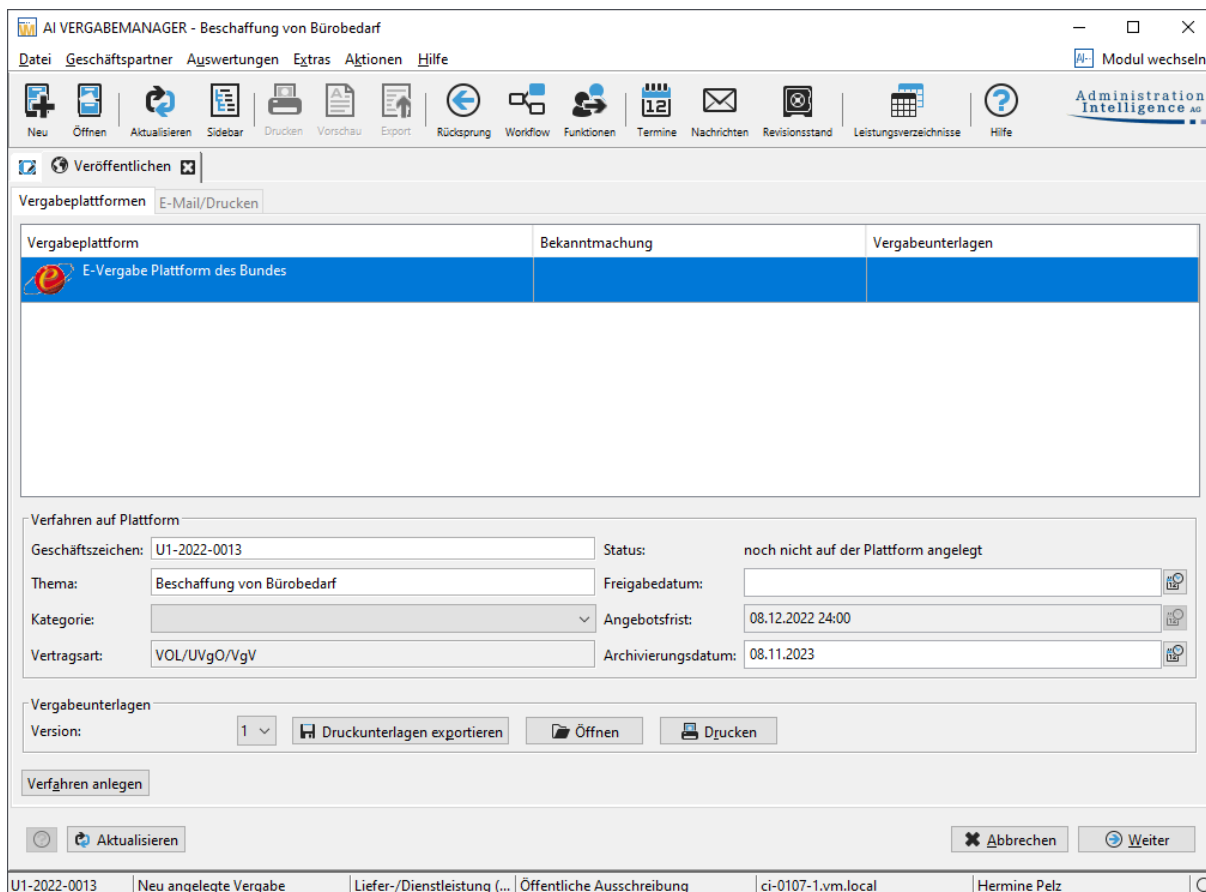 AI VERGABEMANAGER - Beschaffung von Bürobedarf
Datei Geschäftspartner Auswertungen Extras Aktionen Hilfe
AI Modul wechseln
Neu Öffnen Aktualisieren Sidebar Drucken Vorschau Export Rücksprung Workflow Funktionen Termine Nachrichten Revisionsstand Leistungsverzeichnisse Hilfe
Administration
Intelligence AG
Veröffentlichen
Vergabeplattformen E-Mail/Drucken
Vergabeplattform Bekanntmachung Vergabeunterlagen
E-Vergabe Plattform des Bundes
Verfahren auf Plattform
Geschäftszeichen: U1-2022-0013 Status: noch nicht auf der Plattform angelegt
Thema: Beschaffung von Bürobedarf Freigabedatum:
Kategorie: Angebotsfrist: 08.12.2022 24:00
Vertragsart: VOL/UVgO/VgV Archivierungsdatum: 08.11.2023
Vergabeunterlagen
Version: 1 Druckunterlagen exportieren Öffnen Drucken
Verfahren anlegen
Aktualisieren Abbrechen Weiter
U1-2022-0013 Neu angelegte Vergabe Liefer-/Dienstleistung (... Öffentliche Ausschreibung ci-0107-1.vm.local Hermine Pelz